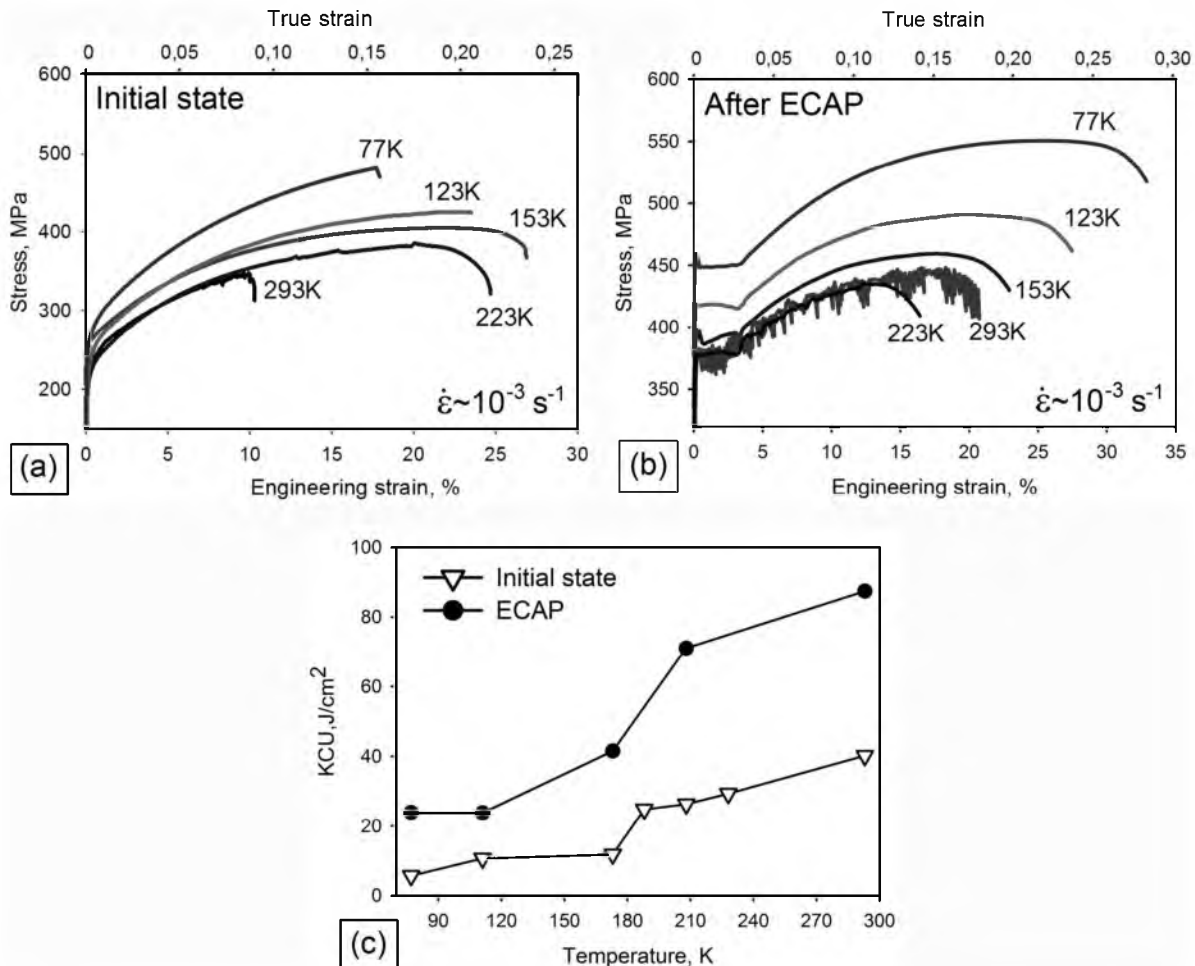 True strain
0 0,05 0,10 0,15 0,20 0,25
600
500
400
300
200
Stress, MPa
Initial state
77K
123K
153K
293K
223K
ε̇~10⁻³ s⁻¹
0 5 10 15 20 25 30
Engineering strain, %
(a)
True strain
0 0,05 0,10 0,15 0,20 0,25 0,30
600
550
500
450
400
350
Stress, MPa
After ECAP
77K
123K
153K
223K
293K
ε̇~10⁻³ s⁻¹
0 5 10 15 20 25 30 35
Engineering strain, %
(b)
100
80
60
40
20
0
KCU,J/cm²
Initial state
ECAP
90 120 150 180 210 240 270 300
Temperature, K
(c)